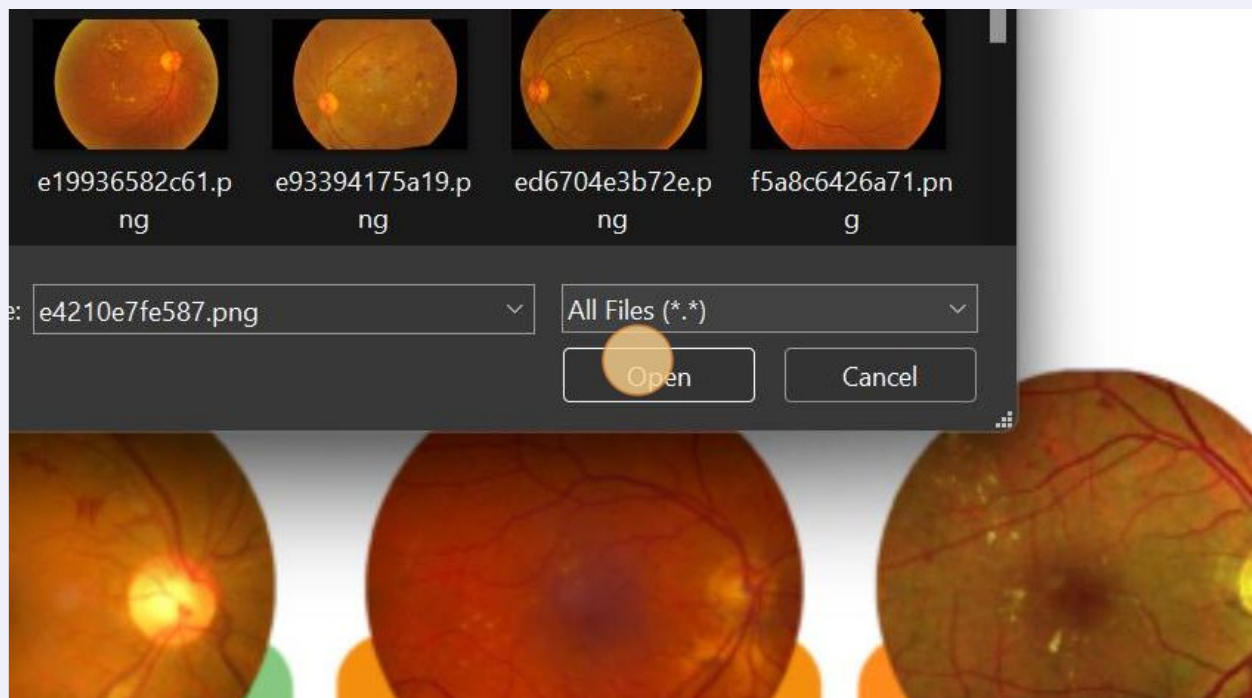 e19936582c61.p
ng
e93394175a19.p
ng
ed6704e3b72e.p
ng
f5a8c6426a71.pn
g
e: e4210e7fe587.png
All Files (*.*)
Open
Cancel